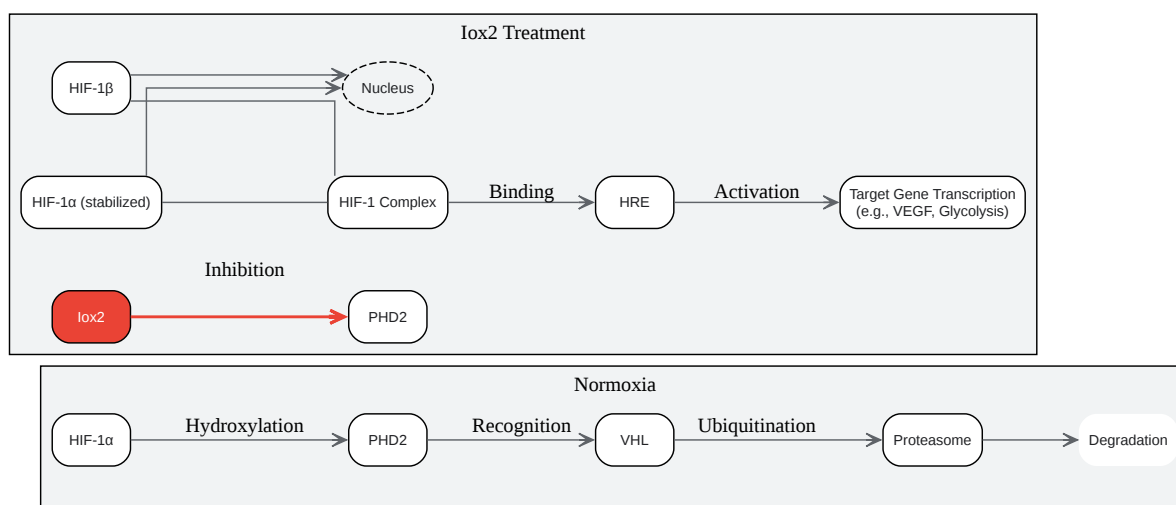 Iox2 Treatment
HIF-1β
Nucleus
HIF-1α (stabilized)
HIF-1 Complex
Binding
HRE
Activation
Target Gene Transcription
(e.g., VEGF, Glycolysis)
Inhibition
Iox2
PHD2
Normoxia
HIF-1α
Hydroxylation
PHD2
Recognition
VHL
Ubiquitination
Proteasome
Degradation